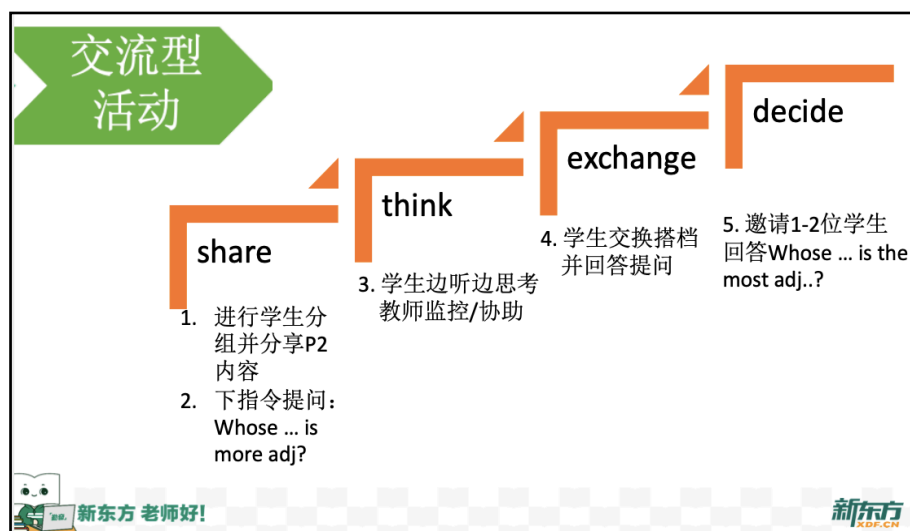 交流型
活动
share
1. 进行学生分
组并分享P2
内容
2. 下指令提问：
Whose ... is
more adj?
think
3. 学生边听边思考
教师监控/协助
exchange
4. 学生交换搭档
并回答提问
decide
5. 邀请1-2位学生
回答Whose ... is the
most adj..?
新东方 老师好!
新东方
XDF.CN